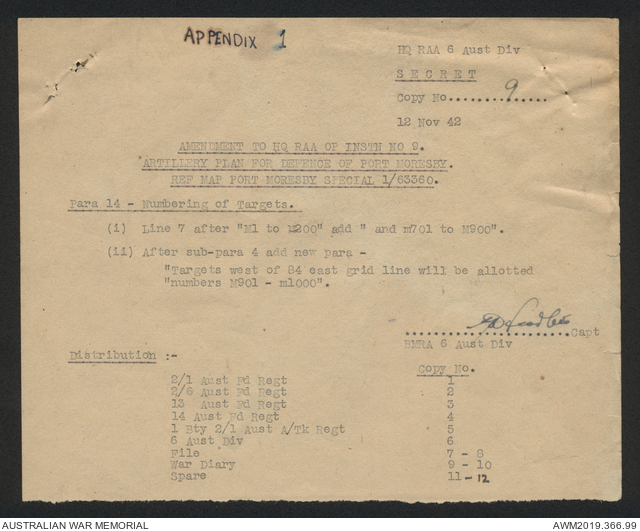 APPENDIX 1
HQ RAA 6 Aust Div
SECRET
Copy No............... 9
12 Nov 42
AMENDMENT TO HQ RAA OP INSTN NO 9.
ARTILLERY PLAN FOR DEFENCE OF PORT MORESBY.
REF MAP PORT MORESBY SPECIAL 1/63360.
Para 14 - Numbering of Targets.
(i) Line 7 after "M1 to M200" add " and m701 to M900".
(ii) After sub-para 4 add new para -
"Targets west of 84 east grid line will be allotted
"numbers M901 - m1000".
..............................Capt
BMRA 6 Aust Div
Distribution :-
Copy No.
2/1 Aust Fd Regt 1
2/6 Aust Fd Regt 2
13 Aust Fd Regt 3
14 Aust Fd Regt 4
1 Bty 2/1 Aust A/Tk Regt 5
6 Aust Div 6
File 7 - 8
War Diary 9 - 10
Spare 11 - 12
AUSTRALIAN WAR MEMORIAL
AWM2019.366.99